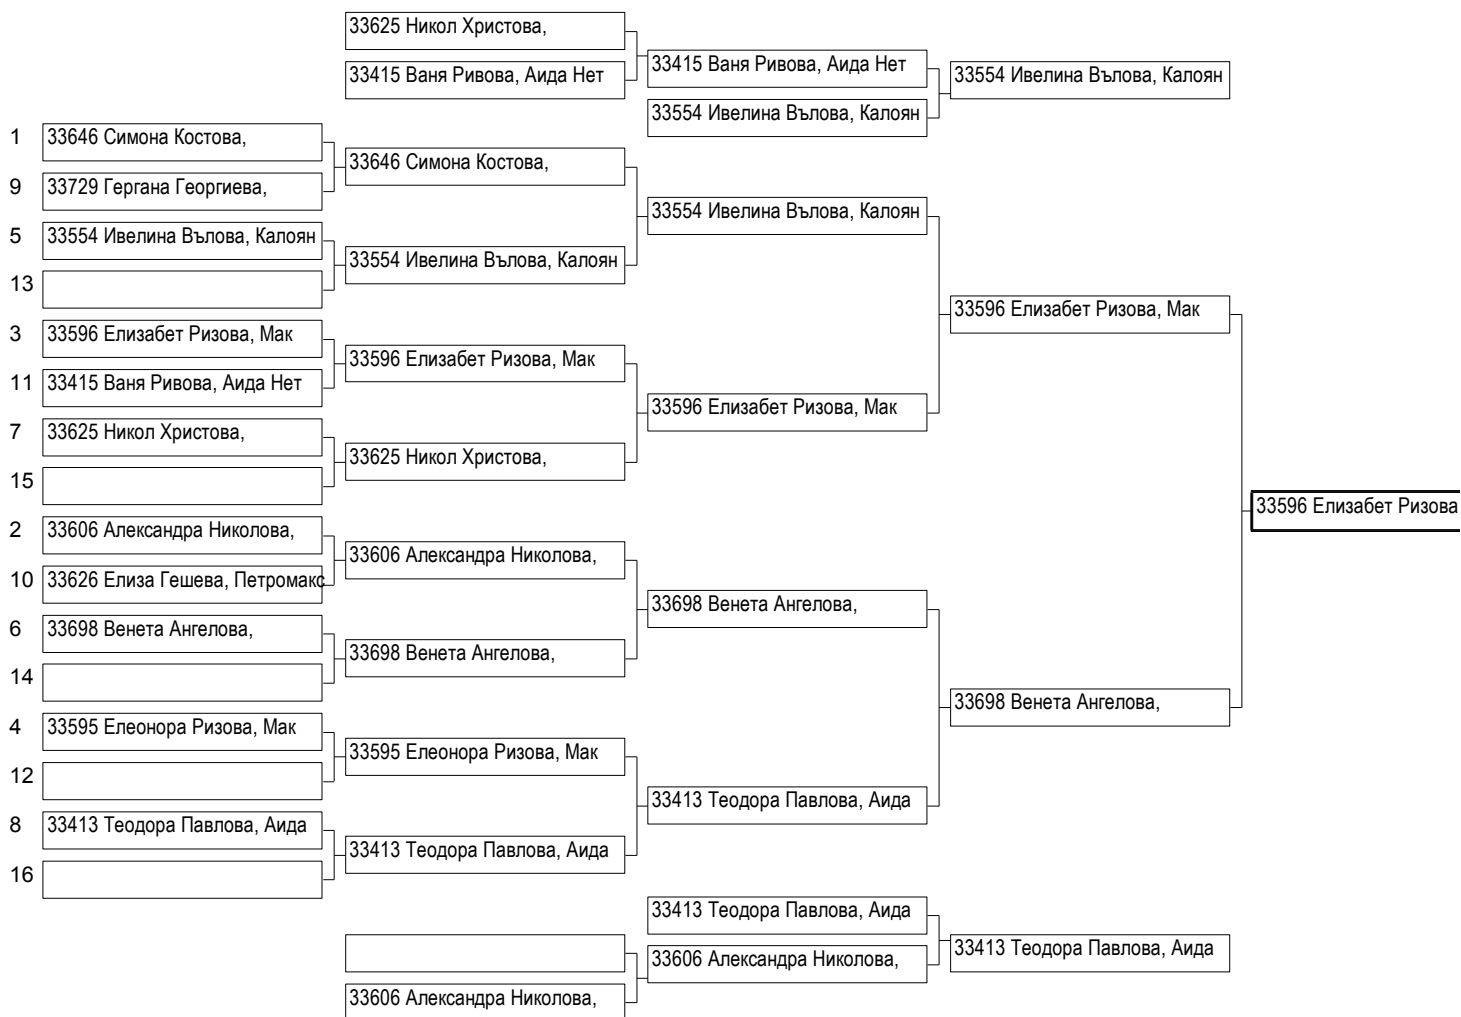 33625 Никол Христова,
33415 Ваня Ривова, Аида Нет
33415 Ваня Ривова, Аида Нет
33554 Ивелина Вълова, Калоян
33554 Ивелина Вълова, Калоян
1 33646 Симона Костова,
9 33729 Гергана Георгиева,
5 33554 Ивелина Вълова, Калоян
13
3 33596 Елизабет Ризова, Мак
11 33415 Ваня Ривова, Аида Нет
7 33625 Никол Христова,
15
2 33606 Александра Николова,
10 33626 Елиза Гешева, Петромакс
6 33698 Венета Ангелова,
14
4 33595 Елеонора Ризова, Мак
12
8 33413 Теодора Павлова, Аида
16
33646 Симона Костова,
33554 Ивелина Вълова, Калоян
33596 Елизабет Ризова, Мак
33625 Никол Христова,
33606 Александра Николова,
33698 Венета Ангелова,
33595 Елеонора Ризова, Мак
33413 Теодора Павлова, Аида
33554 Ивелина Вълова, Калоян
33596 Елизабет Ризова, Мак
33698 Венета Ангелова,
33413 Теодора Павлова, Аида
33596 Елизабет Ризова, Мак
33698 Венета Ангелова,
33596 Елизабет Ризова
33413 Теодора Павлова, Аида
33606 Александра Николова,
33606 Александра Николова,
33413 Теодора Павлова, Аида